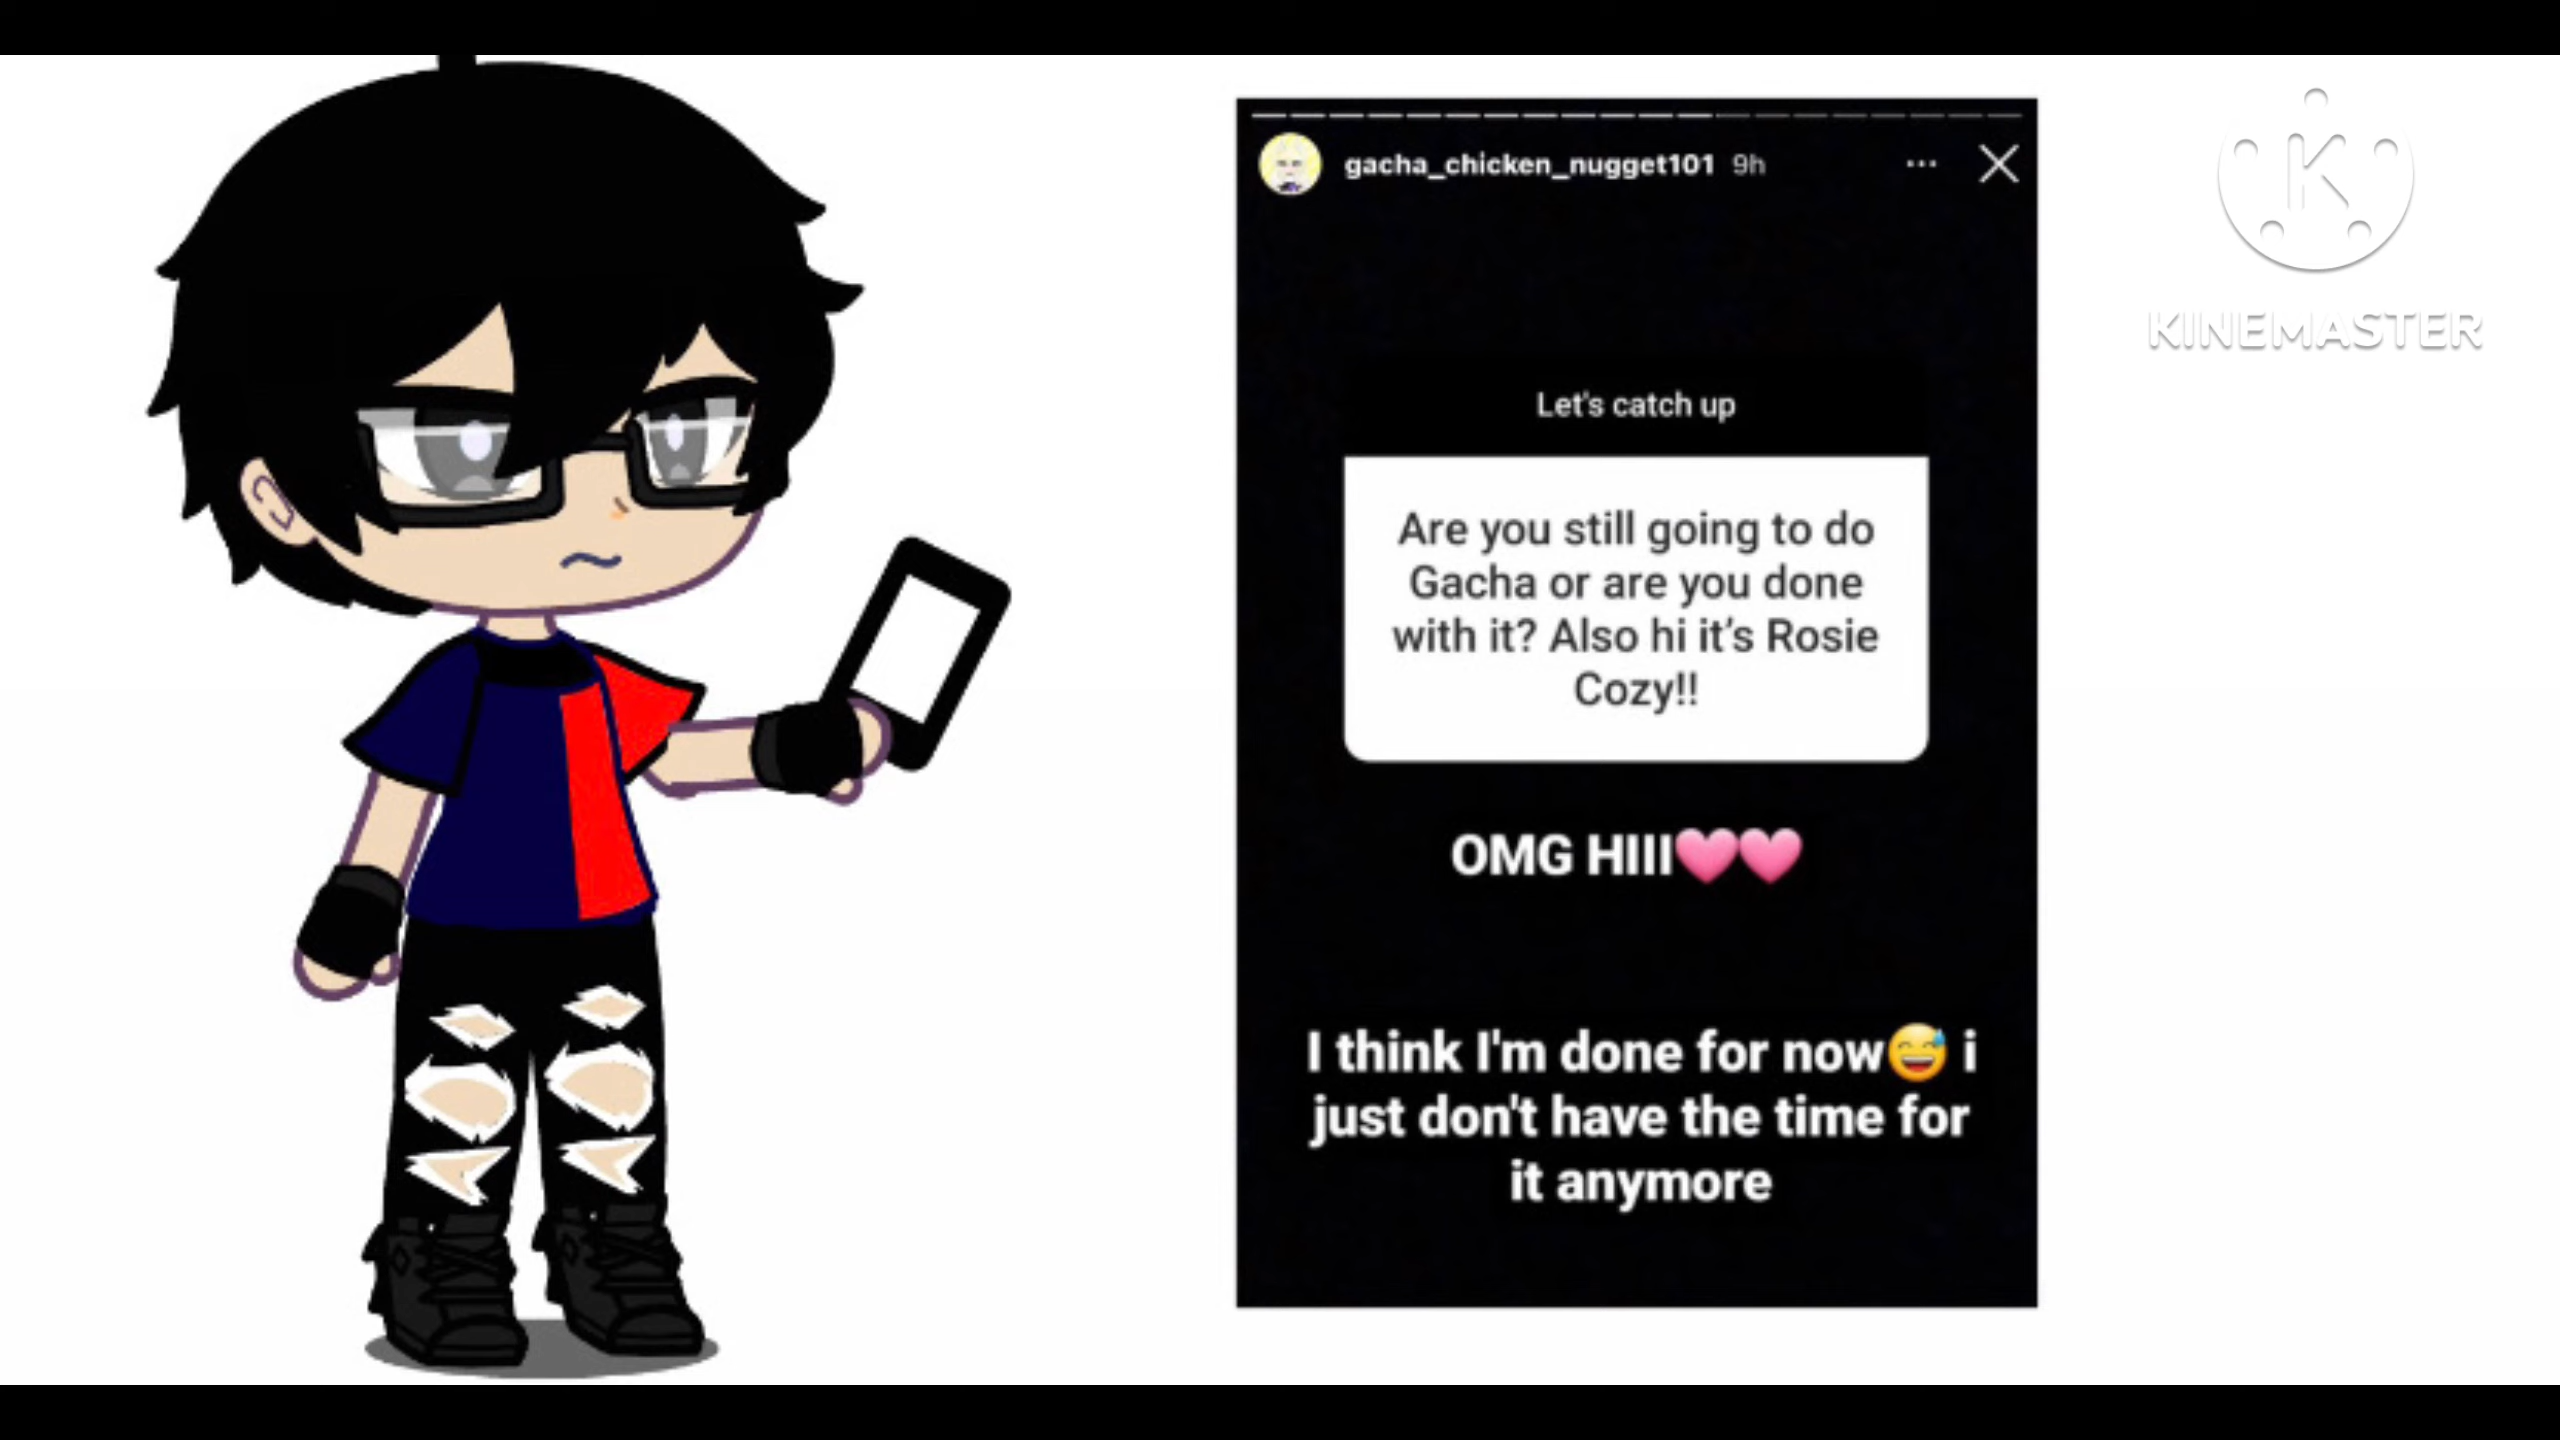 gacha_chicken_nugget101 9h
KINEMASTER
Let's catch up
Are you still going to do
Gacha or are you done
with it? Also hi it’s Rosie
Cozy!!
OMG HIII🩷🩷
I think I'm done for now😅 i
just don't have the time for
it anymore